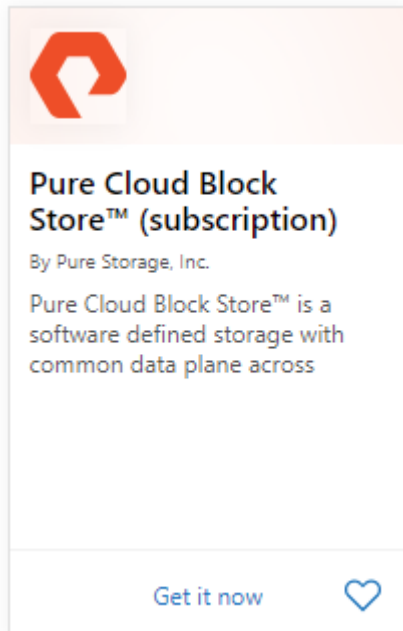 Pure Cloud Block
Store™ (subscription)
By Pure Storage, Inc.
Pure Cloud Block Store™ is a
software defined storage with
common data plane across
Get it now